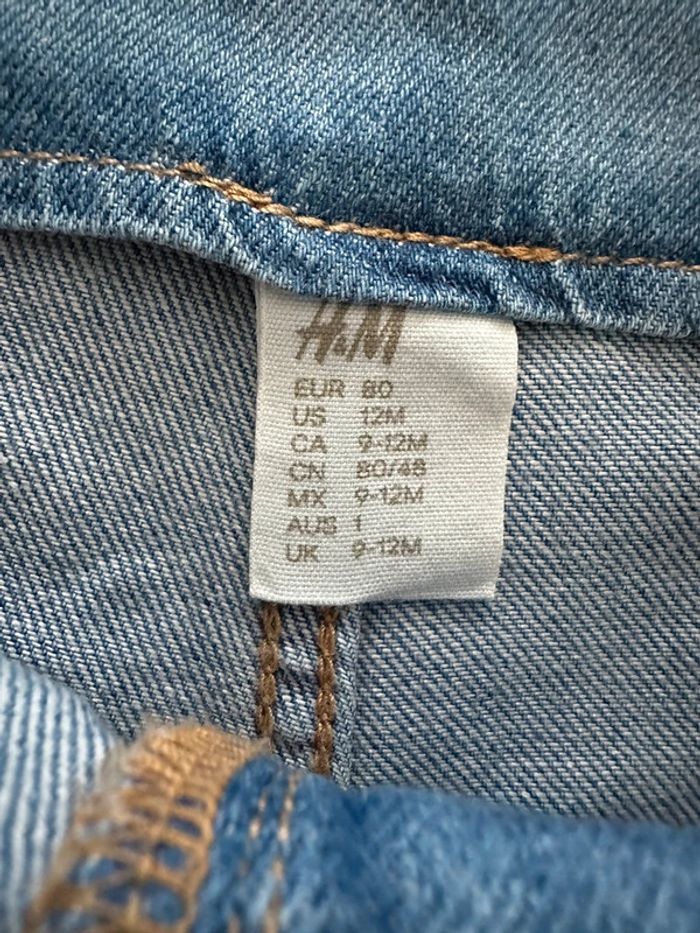 H&M
EUR 80
US 12M
CA 9-12M
CN 80/48
MX 9-12M
AUS 1
UK 9-12M